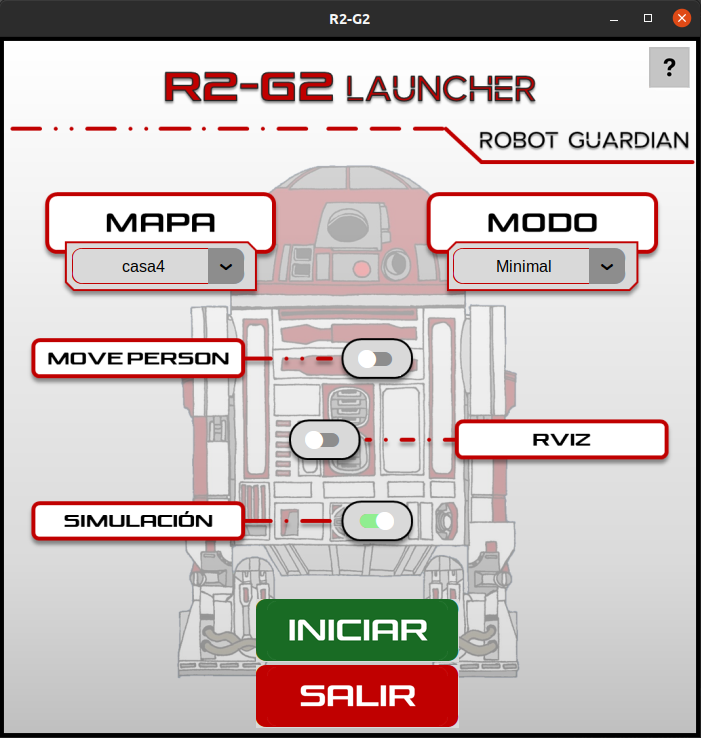 R2-G2
?
R2-G2 LAUNCHER
ROBOT GUARDIAN
MAPA
MODO
casa4
Minimal
MOVE PERSON
RVIZ
SIMULACIÓN
INICIAR
SALIR